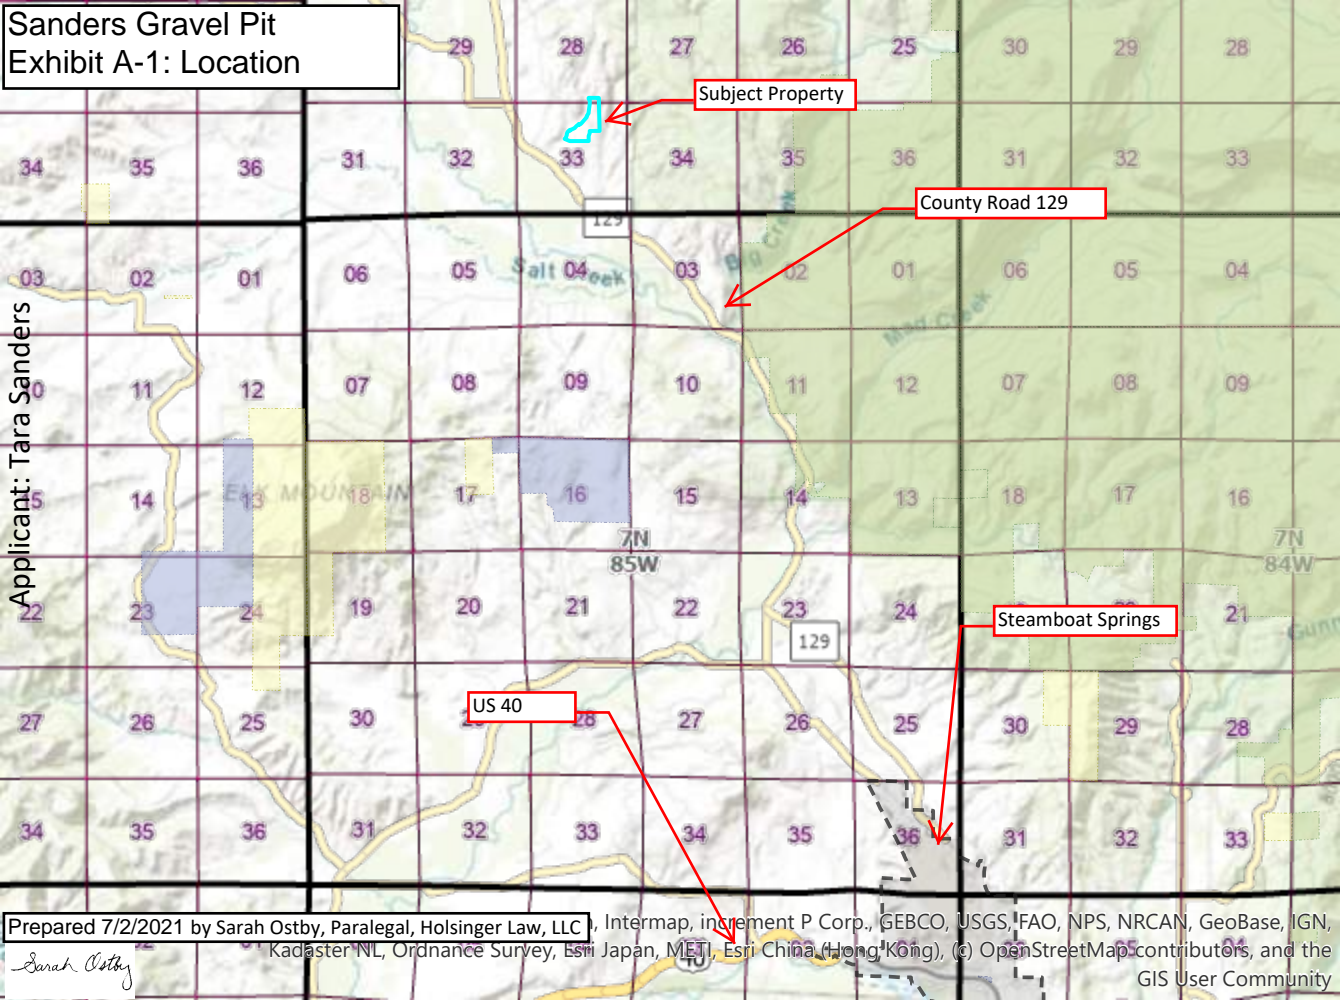 Sanders Gravel Pit
Exhibit A-1: Location
29 28 27 26 25 30 29 28
Subject Property
34 35 36 31 32 33 34 35 36 31 32 33
County Road 129
129
Big Creek
03 02 01 06 05 04 03 02 01 06 05 04
Salt Creek
Mad Creek
Applicant: Tara Sanders
11 12 07 08 09 10 11 12 07 08 09
14 13 18 17 16 15 14 13 18 17 16
ELK MOUNTAIN
7N
85W
7N
84W
22 23 24 19 20 21 22 23 24 21
Steamboat Springs
129
US 40
27 26 25 30 28 27 26 25 30 29 28
34 35 36 31 32 33 34 35 36 31 32 33
Prepared 7/2/2021 by Sarah Ostby, Paralegal, Holsinger Law, LLC
Sarah Ostby
, Intermap, increment P Corp., GEBCO, USGS, FAO, NPS, NRCAN, GeoBase, IGN,
Kadaster NL, Ordnance Survey, Esri Japan, METI, Esri China (Hong Kong), (c) OpenStreetMap contributors, and the
GIS User Community
40